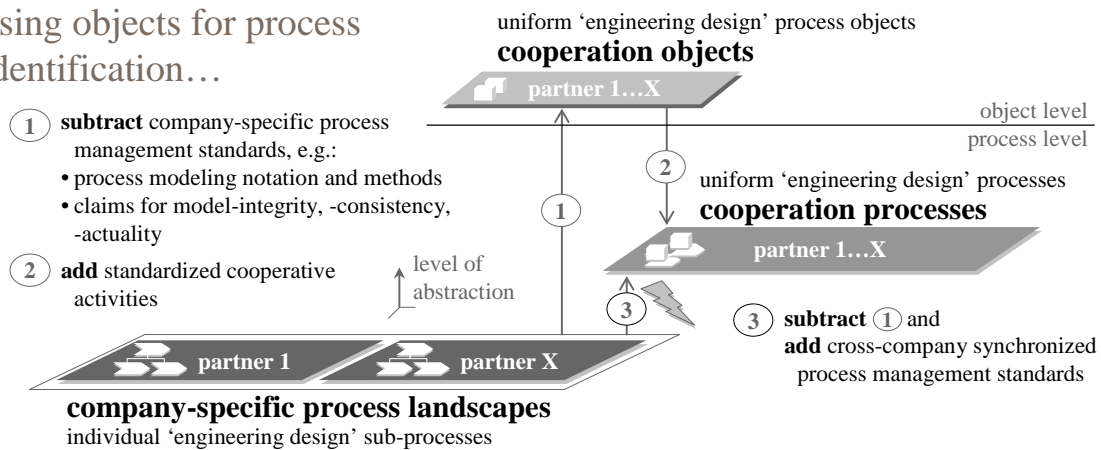 sing objects for process
dentification…
uniform ‘engineering design’ process objects
cooperation objects
partner 1…X
object level
process level
1 subtract company-specific process
management standards, e.g.:
• process modeling notation and methods
• claims for model-integrity, -consistency,
-actuality
2 add standardized cooperative
activities
level of
abstraction
1
2
uniform ‘engineering design’ processes
cooperation processes
partner 1…X
3
3 subtract 1 and
add cross-company synchronized
process management standards
partner 1
partner X
company-specific process landscapes
individual ‘engineering design’ sub-processes